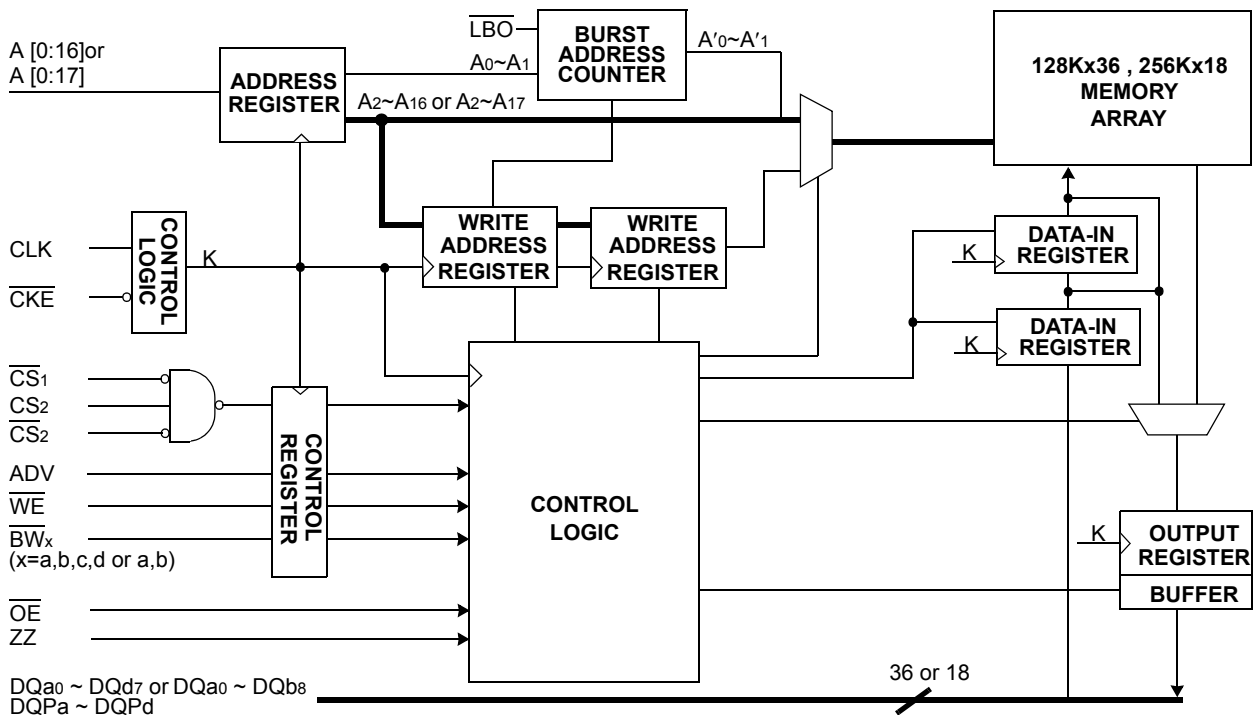 A [0:16]or
A [0:17]
ADDRESS
REGISTER
LBO
A0~A1
BURST
ADDRESS
COUNTER
A′0~A′1
A2~A16 or A2~A17
128Kx36 , 256Kx18
MEMORY
ARRAY
CLK
CKE
CONTROL
LOGIC
K
WRITE
ADDRESS
REGISTER
WRITE
ADDRESS
REGISTER
DATA-IN
REGISTER
K
DATA-IN
REGISTER
K
CS1
CS2
CS2
ADV
WE
BWx
(x=a,b,c,d or a,b)
CONTROL
REGISTER
CONTROL
LOGIC
K
OUTPUT
REGISTER
BUFFER
OE
ZZ
DQa0 ~ DQd7 or DQa0 ~ DQb8
DQPa ~ DQPd
36 or 18